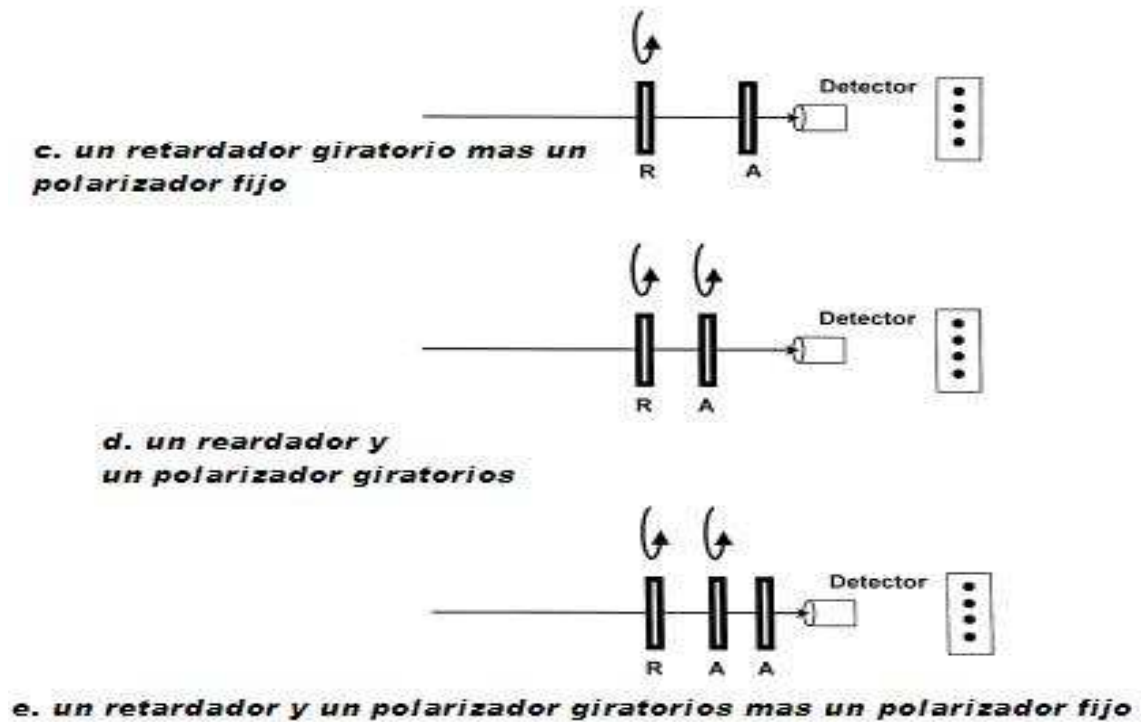 Detector
c. un retardador giratorio mas un
polarizador fijo
R A
Detector
R A
d. un reardador y
un polarizador giratorios
Detector
R A A
e. un retardador y un polarizador giratorios mas un polarizador fijo